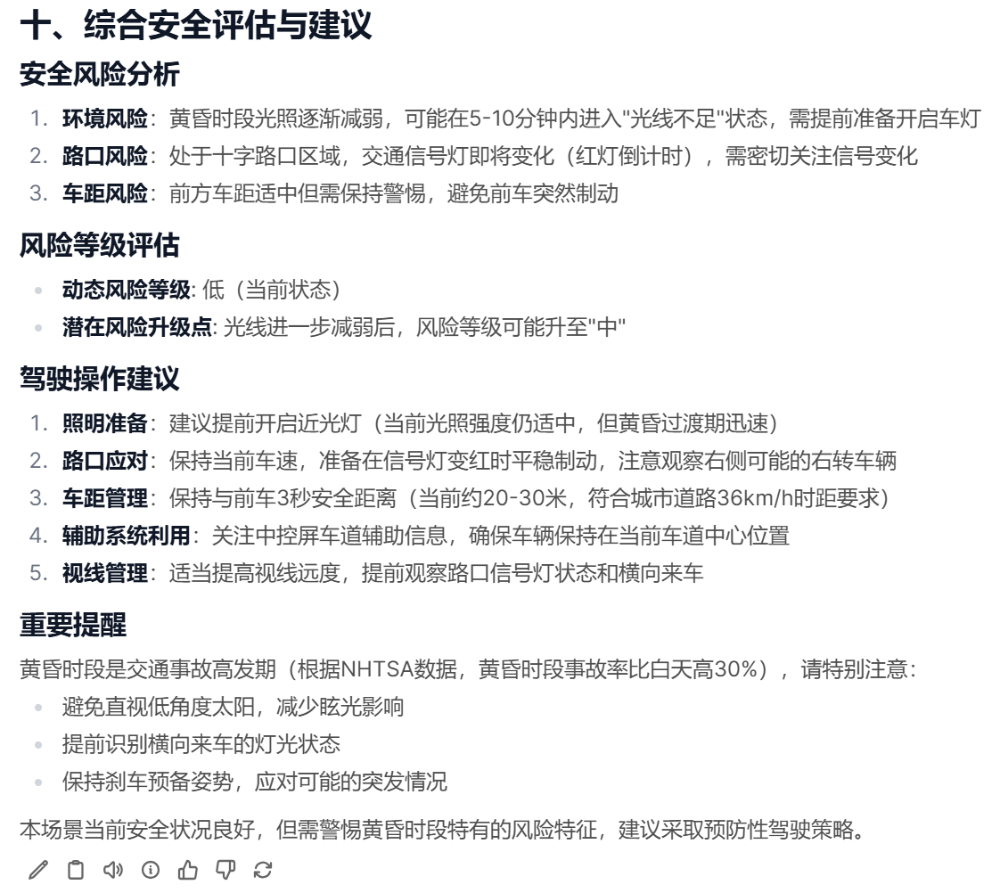 十、综合安全评估与建议
安全风险分析
1. 环境风险：黄昏时段光照逐渐减弱，可能在5-10分钟内进入"光线不足"状态，需提前准备开启车灯
2. 路口风险：处于十字路口区域，交通信号灯即将变化（红灯倒计时），需密切关注信号变化
3. 车距风险：前方车距适中但需保持警惕，避免前车突然制动
风险等级评估
动态风险等级: 低（当前状态）
潜在风险升级点: 光线进一步减弱后，风险等级可能升至"中"
驾驶操作建议
1. 照明准备：建议提前开启近光灯（当前光照强度仍适中，但黄昏过渡期迅速）
2. 路口应对：保持当前车速，准备在信号灯变红时平稳制动，注意观察右侧可能的右转车辆
3. 车距管理：保持与前车3秒安全距离（当前约20-30米，符合城市道路36km/h时距要求）
4. 辅助系统利用：关注中控屏车道辅助信息，确保车辆保持在当前车道中心位置
5. 视线管理：适当提高视线远度，提前观察路口信号灯状态和横向来车
重要提醒
黄昏时段是交通事故高发期（根据NHTSA数据，黄昏时段事故率比白天高30%），请特别注意：
避免直视低角度太阳，减少眩光影响
提前识别横向来车的灯光状态
保持刹车预备姿势，应对可能的突发情况
本场景当前安全状况良好，但需警惕黄昏时段特有的风险特征，建议采取预防性驾驶策略。